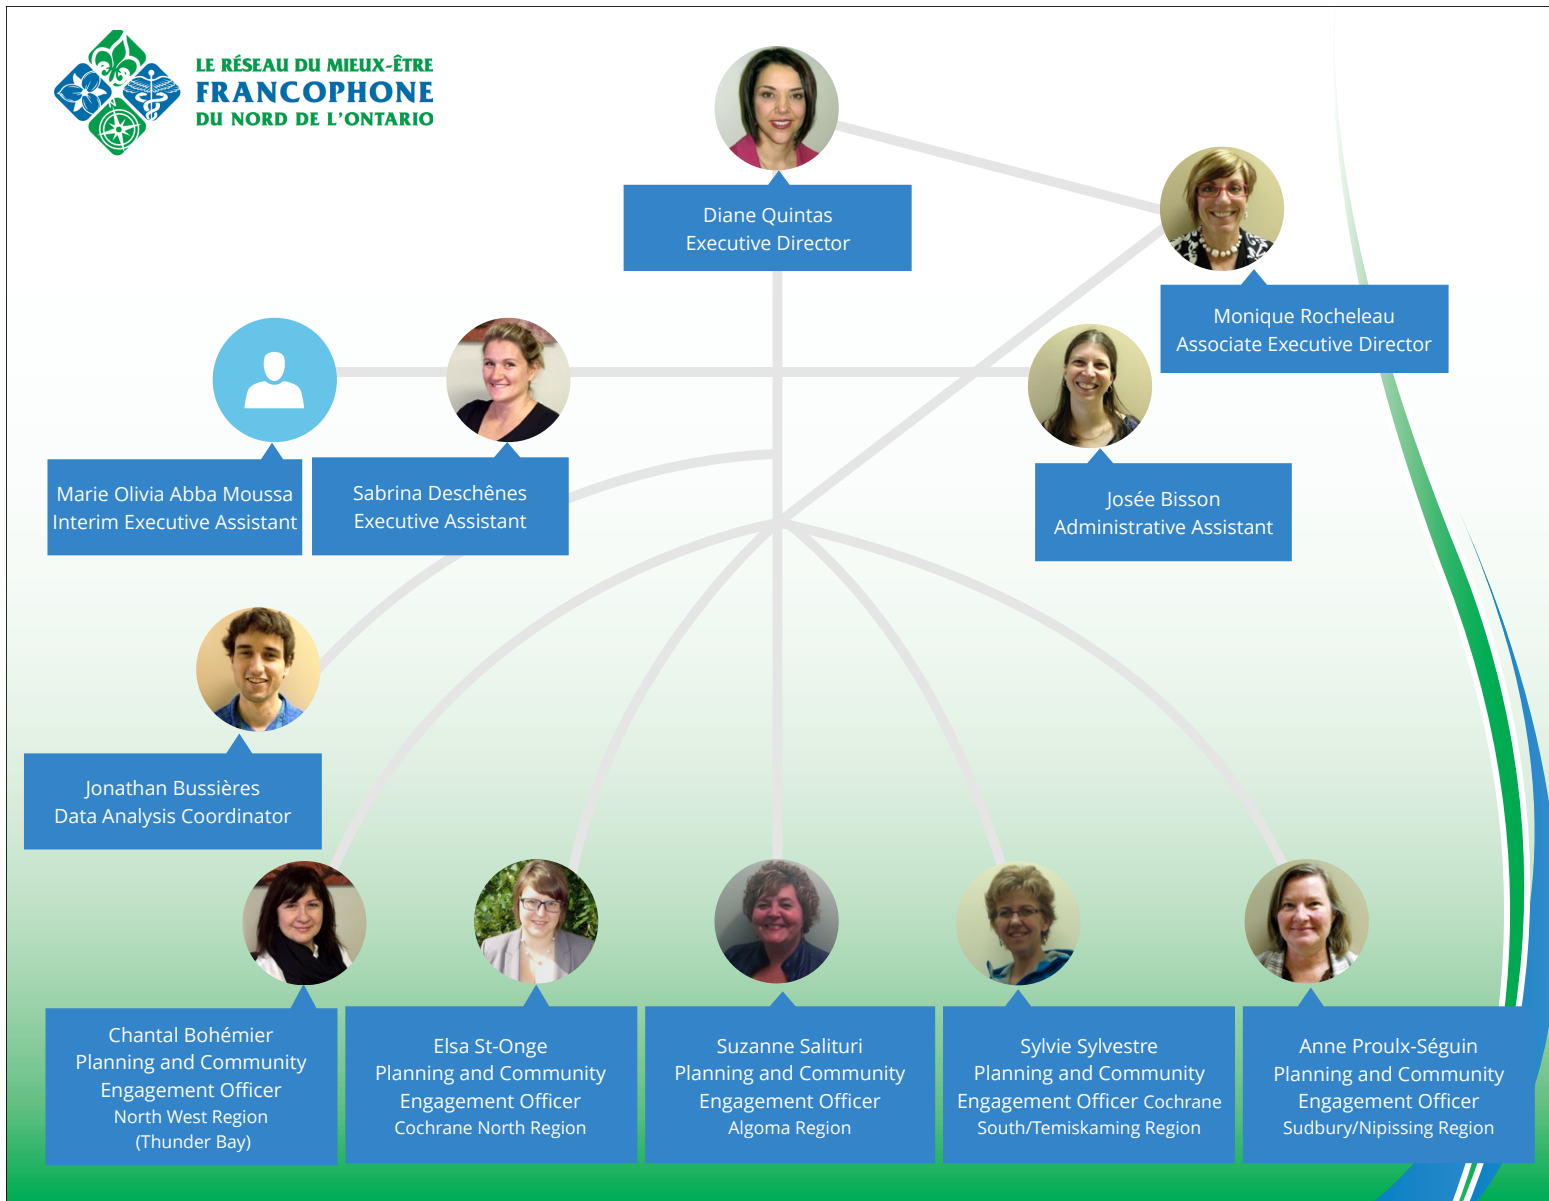 LE RÉSEAU DU MIEUX-ÊTRE
FRANCOPHONE
DU NORD DE L'ONTARIO
N
Diane Quintas
Executive Director
Monique Rocheleau
Associate Executive Director
Marie Olivia Abba Moussa
Interim Executive Assistant
Sabrina Deschênes
Executive Assistant
Josée Bisson
Administrative Assistant
Jonathan Bussières
Data Analysis Coordinator
Chantal Bohémier
Planning and Community
Engagement Officer
North West Region
(Thunder Bay)
Elsa St-Onge
Planning and Community
Engagement Officer
Cochrane North Region
Suzanne Salituri
Planning and Community
Engagement Officer
Algoma Region
Sylvie Sylvestre
Planning and Community
Engagement Officer Cochrane
South/Temiskaming Region
Anne Proulx-Séguin
Planning and Community
Engagement Officer
Sudbury/Nipissing Region